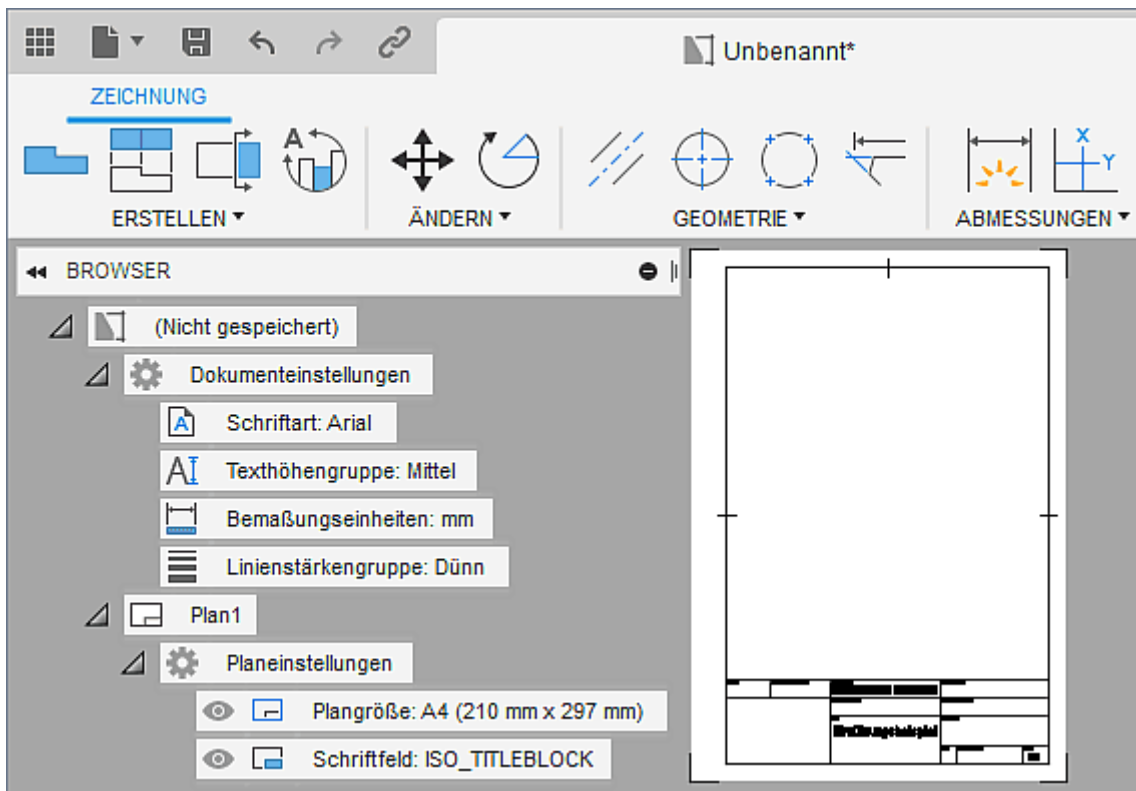 Unbenannt*
ZEICHNUNG
A
X
Y
ERSTELLEN
ÄNDERN
GEOMETRIE
ABMESSUNGEN
BROWSER
(Nicht gespeichert)
Dokumenteinstellungen
A
Schriftart: Arial
A
Texthöhengruppe: Mittel
Bemaßungseinheiten: mm
Linienstärkengruppe: Dünn
Plan1
Planeinstellungen
Plangröße: A4 (210 mm x 297 mm)
Schriftfeld: ISO_TITLEBLOCK